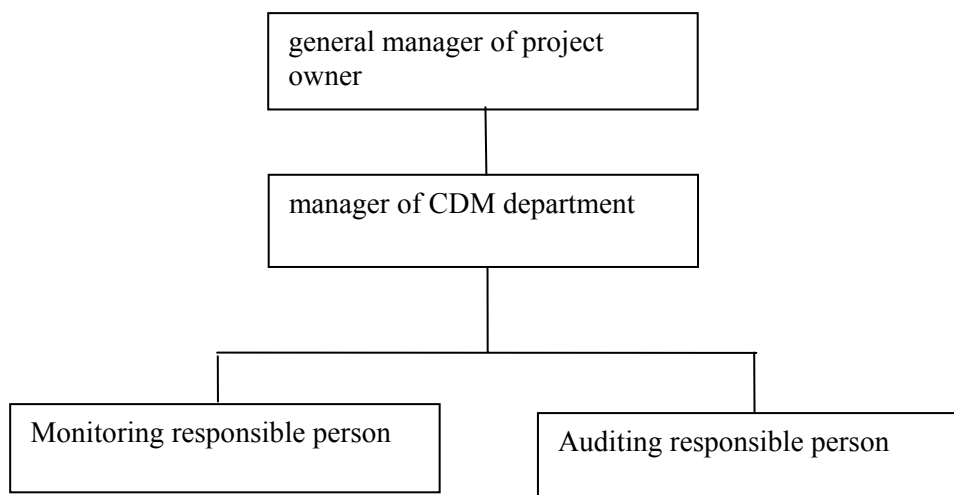 general manager of project
owner
manager of CDM department
Monitoring responsible person
Auditing responsible person